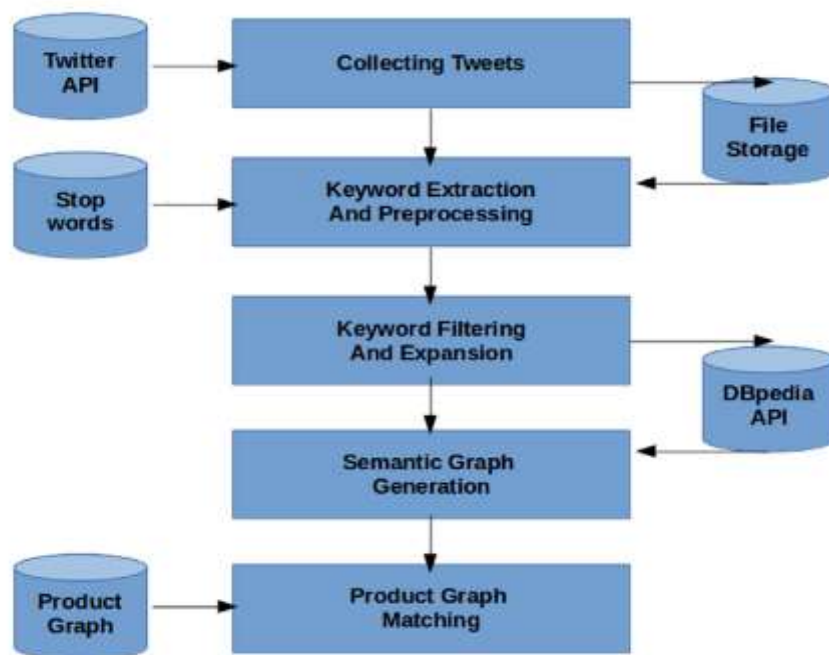 Twitter
API
Collecting Tweets
File
Storage
Stop
words
Keyword Extraction
And Preprocessing
Keyword Filtering
And Expansion
DBpedia
API
Semantic Graph
Generation
Product
Graph
Product Graph
Matching